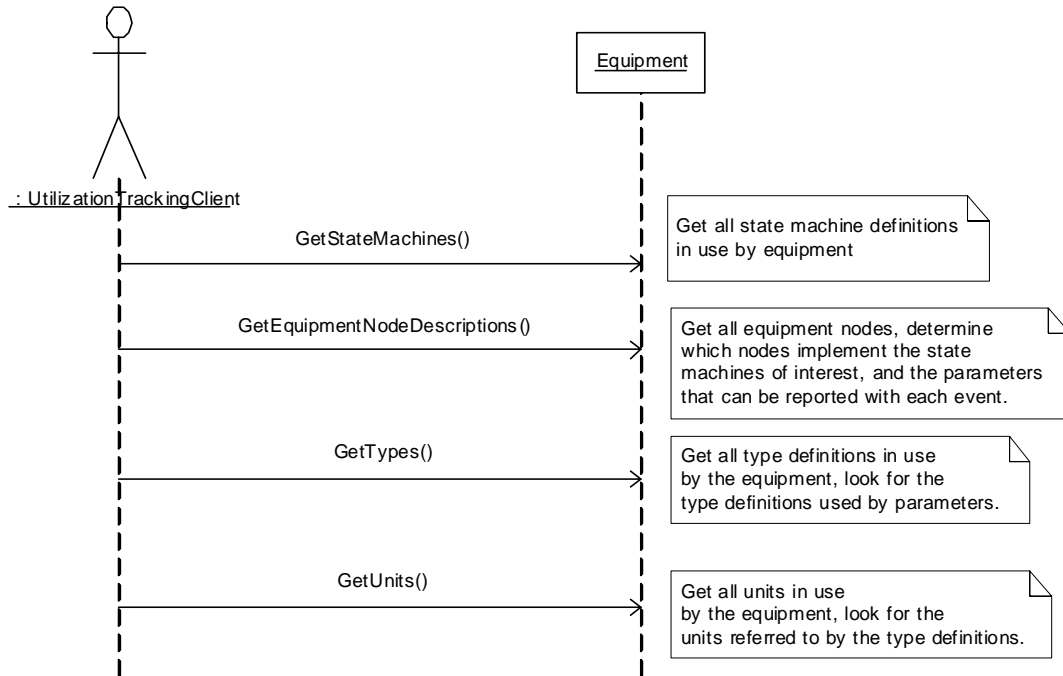 Equipment
: UtilizationTrackingClient
GetStateMachines()
Get all state machine definitions
in use by equipment
GetEquipmentNodeDescriptions()
Get all equipment nodes, determine
which nodes implement the state
machines of interest, and the parameters
that can be reported with each event.
GetTypes()
Get all type definitions in use
by the equipment, look for the
type definitions used by parameters.
GetUnits()
Get all units in use
by the equipment, look for the
units referred to by the type definitions.